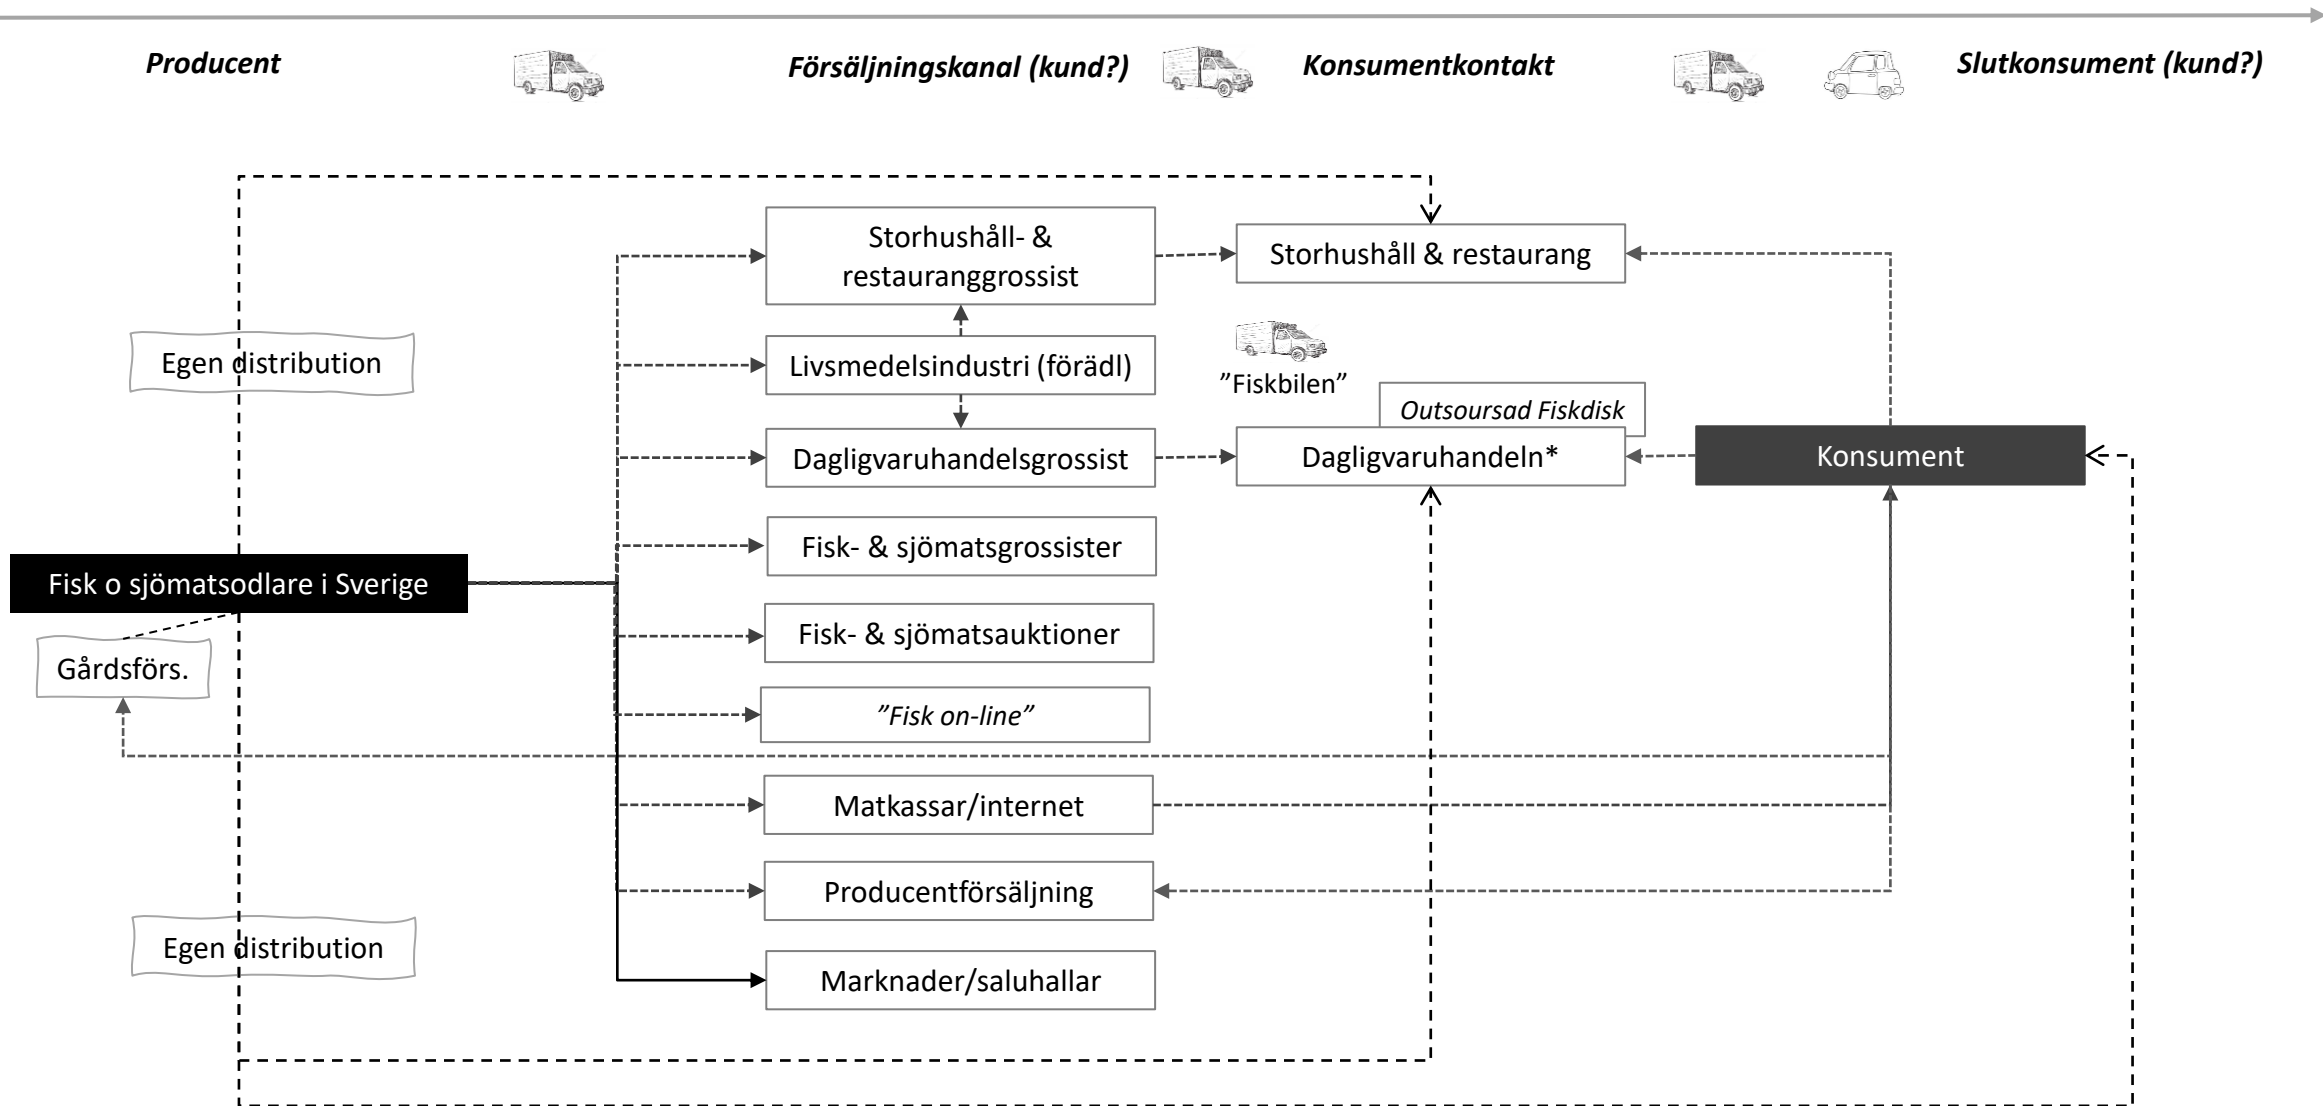 Producent
Försäljningskanal (kund?)
Konsumentkontakt
Slutkonsument (kund?)
Storhushåll- &
restauranggrossist
Storhushåll & restaurang
Egen distribution
Livsmedelsindustri (förädl)
”Fiskbilen”
Outsoursad Fiskdisk
Dagligvaruhandelsgrossist
Dagligvaruhandeln*
Konsument
Fisk- & sjömatsgrossister
Fisk o sjömatsodlare i Sverige
Fisk- & sjömatsauktioner
Gårdsförs.
”Fisk on-line”
Matkassar/internet
Producentförsäljning
Egen distribution
Marknader/saluhallar